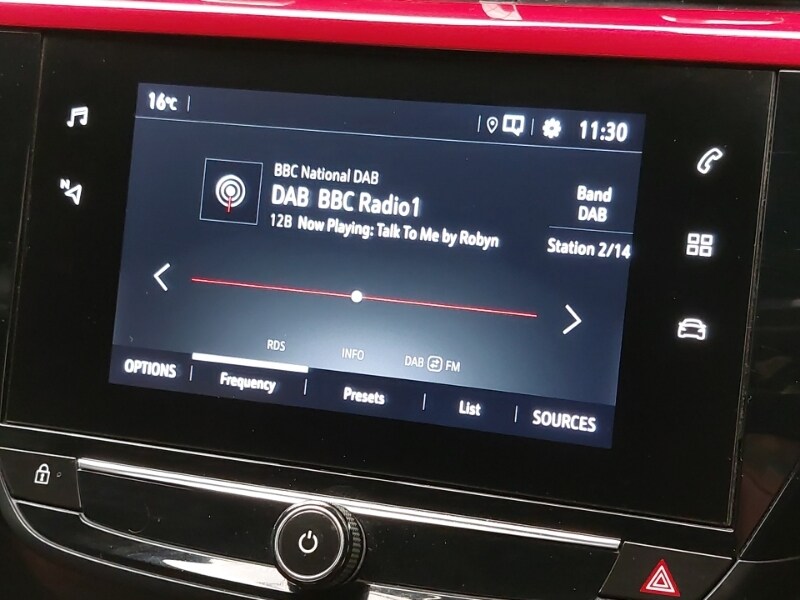 16°C
11:30
N
BBC National DAB
DAB BBC Radio1
12B Now Playing: Talk To Me by Robyn
Band
DAB
Station 2/14
RDS
INFO
DAB FM
OPTIONS
Frequency
Presets
List
SOURCES